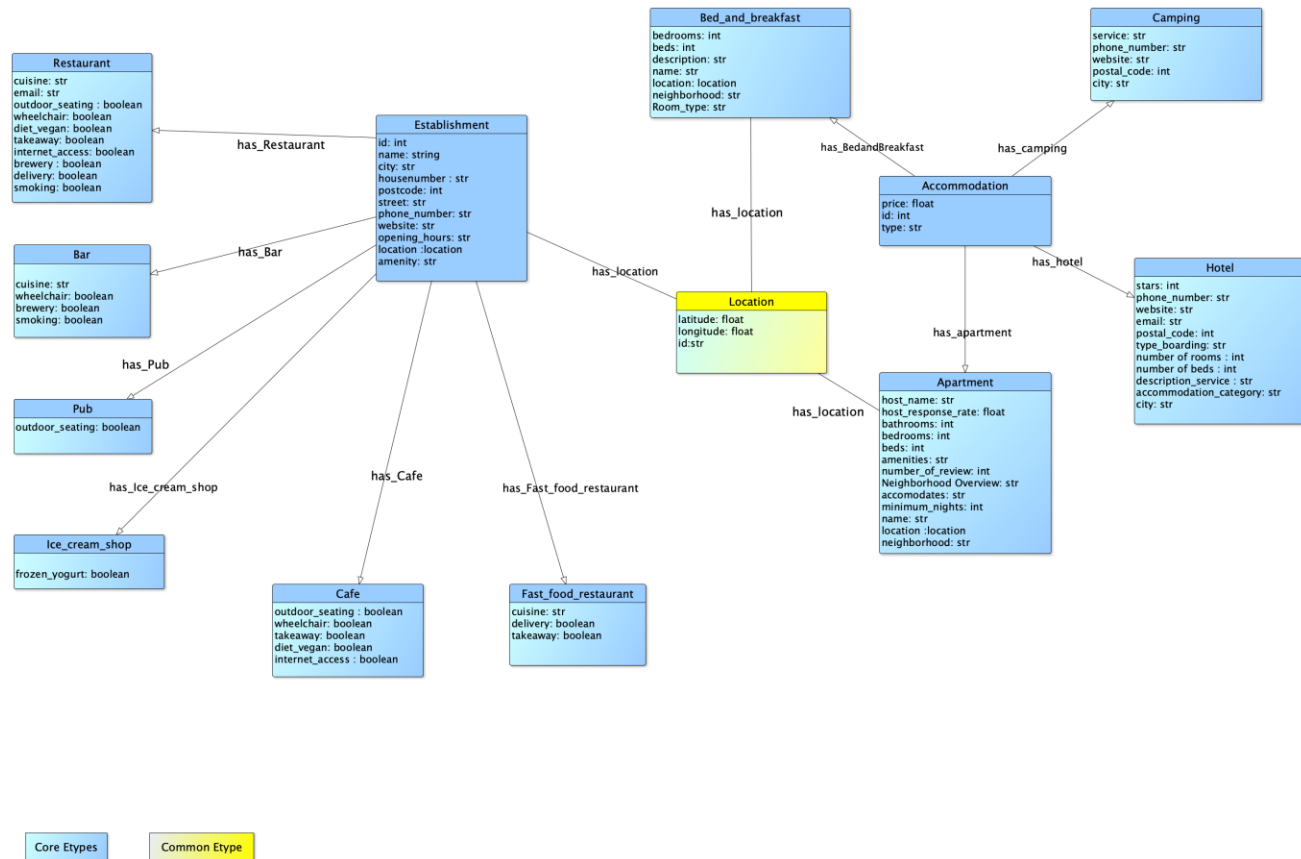 Restaurant
cuisine: str
email: str
outdoor_seating : boolean
wheelchair: boolean
diet_vegan: boolean
takeaway: boolean
internet_access: boolean
brewery : boolean
delivery: boolean
smoking: boolean
has_Restaurant
Establishment
id: int
name: string
city: str
housenumber : str
postcode: int
street: str
phone_number: str
website: str
opening_hours: str
location :location
amenity: str
Bed_and_breakfast
bedrooms: int
beds: int
description: str
name: str
location: location
neighborhood: str
Room_type: str
Camping
service: str
phone_number: str
website: str
postal_code: int
city: str
has_BedandBreakfast
has_camping
Accommodation
price: float
id: int
type: str
has_location
has_Bar
Bar
cuisine: str
wheelchair: boolean
brewery: boolean
smoking: boolean
has_location
has_hotel
Hotel
stars: int
phone_number: str
website: str
email: str
postal_code: int
type_boarding: str
number of rooms : int
number of beds : int
description_service : str
accommodation_category: str
city: str
Location
latitude: float
longitude: float
id:str
has_apartment
has_Pub
Pub
outdoor_seating: boolean
Apartment
host_name: str
host_response_rate: float
bathrooms: int
bedrooms: int
beds: int
amenities: str
number_of_review: int
Neighborhood Overview: str
accomodates: str
minimum_nights: int
name: str
location :location
neighborhood: str
has_location
has_Ice_cream_shop
has_Cafe
has_Fast_food_restaurant
Ice_cream_shop
frozen_yogurt: boolean
Cafe
outdoor_seating : boolean
wheelchair: boolean
takeaway: boolean
diet_vegan: boolean
internet_access : boolean
Fast_food_restaurant
cuisine: str
delivery: boolean
takeaway: boolean
Core Etypes
Common Etype